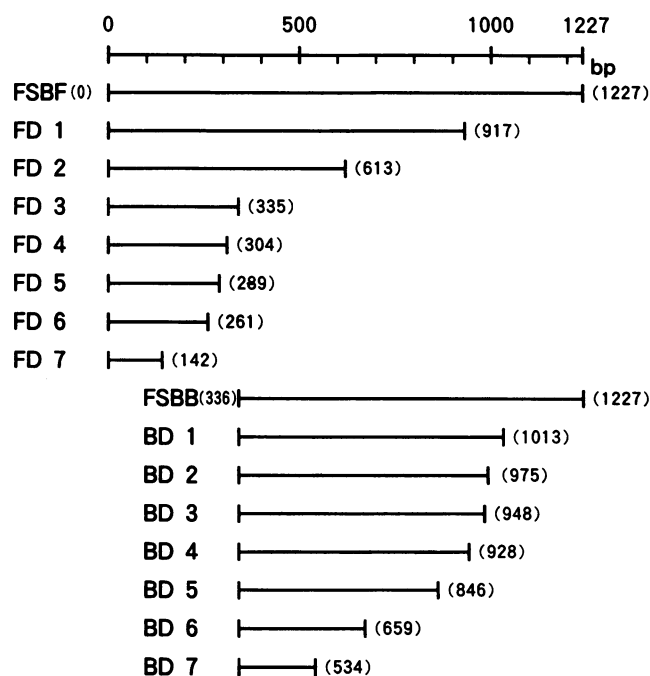 0 500 1000 1227
bp
FSBF(0) (1227)
FD 1 (917)
FD 2 (613)
FD 3 (335)
FD 4 (304)
FD 5 (289)
FD 6 (261)
FD 7 (142)
FSBB(336) (1227)
BD 1 (1013)
BD 2 (975)
BD 3 (948)
BD 4 (928)
BD 5 (846)
BD 6 (659)
BD 7 (534)